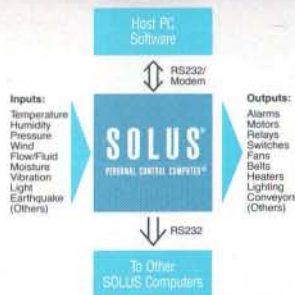 Host PC
Software
RS232/
Modem
Inputs:
Temperature
Humidity
Pressure
Wind
Flow/Fluid
Moisture
Vibration
Light
Earthquake
(Others)
SOLUS®
PERSONAL CONTROL COMPUTER
Outputs:
Alarms
Motors
Relays
Switches
Fans
Belts
Heaters
Lighting
Conveyors
(Others)
RS232
To Other
SOLUS Computers